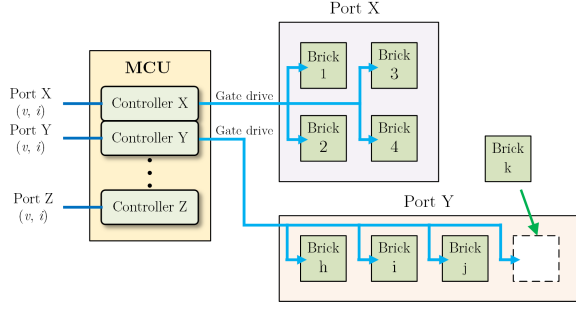 Port X
MCU
Port X
(v, i)
Controller X
Gate drive
Brick
1
Brick
3
Port Y
(v, i)
Controller Y
Gate drive
Brick
2
Brick
4
Port Z
(v, i)
Controller Z
Brick
k
Port Y
Brick
h
Brick
i
Brick
j